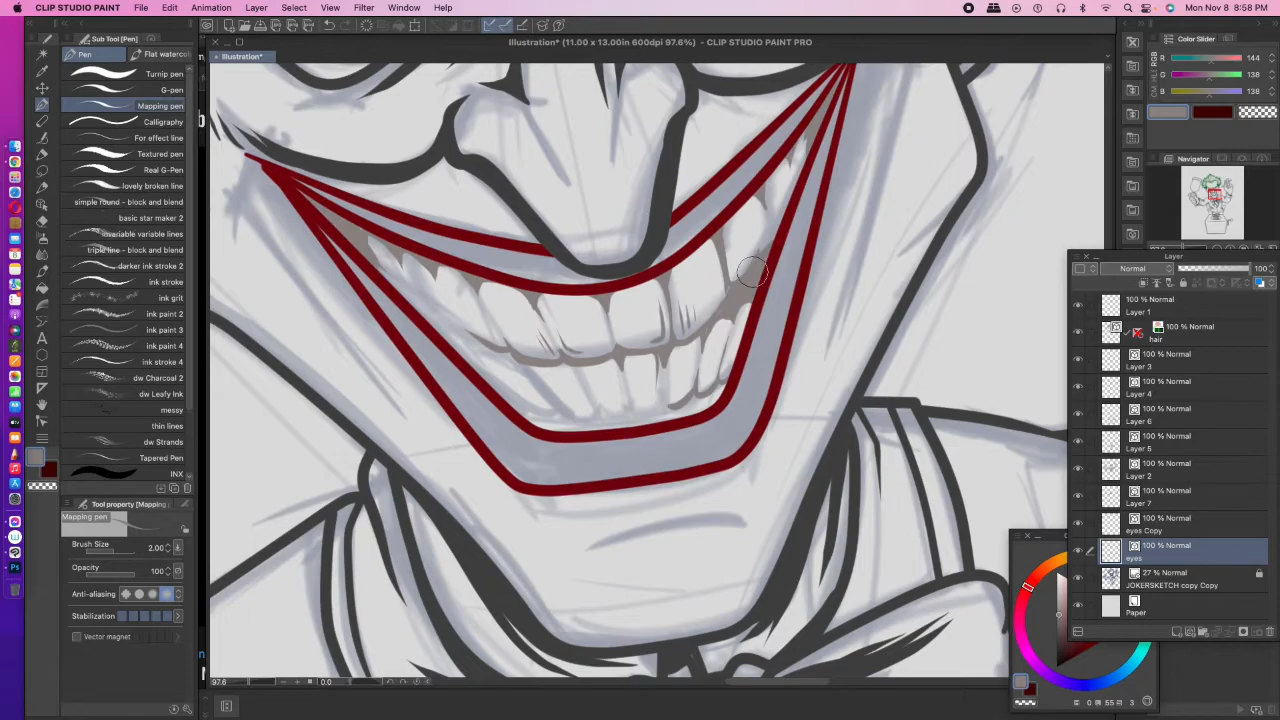 CLIP STUDIO PAINT File Edit Animation Layer Select View Filter Window Help Mon Nov 8 8:58 PM
Illustration* (11.00 x 13.00in 600dpi 97.6%) - CLIP STUDIO PAINT PRO
Illustration*
Sub Tool [Pen]
Pen
Flat watercolo
Turnip pen
G-pen
Mapping pen
Calligraphy
For effect line
Textured pen
Real G-Pen
lovely broken line
simple round - block and blend
basic star maker 2
invariable variable lines
triple line - block and blend
darker ink stroke 2
ink stroke
ink grit
ink paint 2
ink paint 3
ink paint 4
ink stroke 4
dw Charcoal 2
dw Leafy Ink
messy
thin lines
dw Strands
Tapered Pen
INX
Tool property [Mapping
Mapping pen
Brush Size 2.00
Opacity 100
Anti-aliasing
Stabilization
Vector magnet
97.6 0.0
Color Slider
R 144
G 138
B 138
Navigator
Layer
Normal 100
100 % Normal
Layer 1
100 % Normal
hair
100 % Normal
Layer 3
100 % Normal
Layer 4
100 % Normal
Layer 6
100 % Normal
Layer 5
100 % Normal
Layer 2
100 % Normal
Layer 7
100 % Normal
eyes Copy
100 % Normal
eyes
27 % Normal
JOKERSKETCH copy Copy
Paper
0 55 3